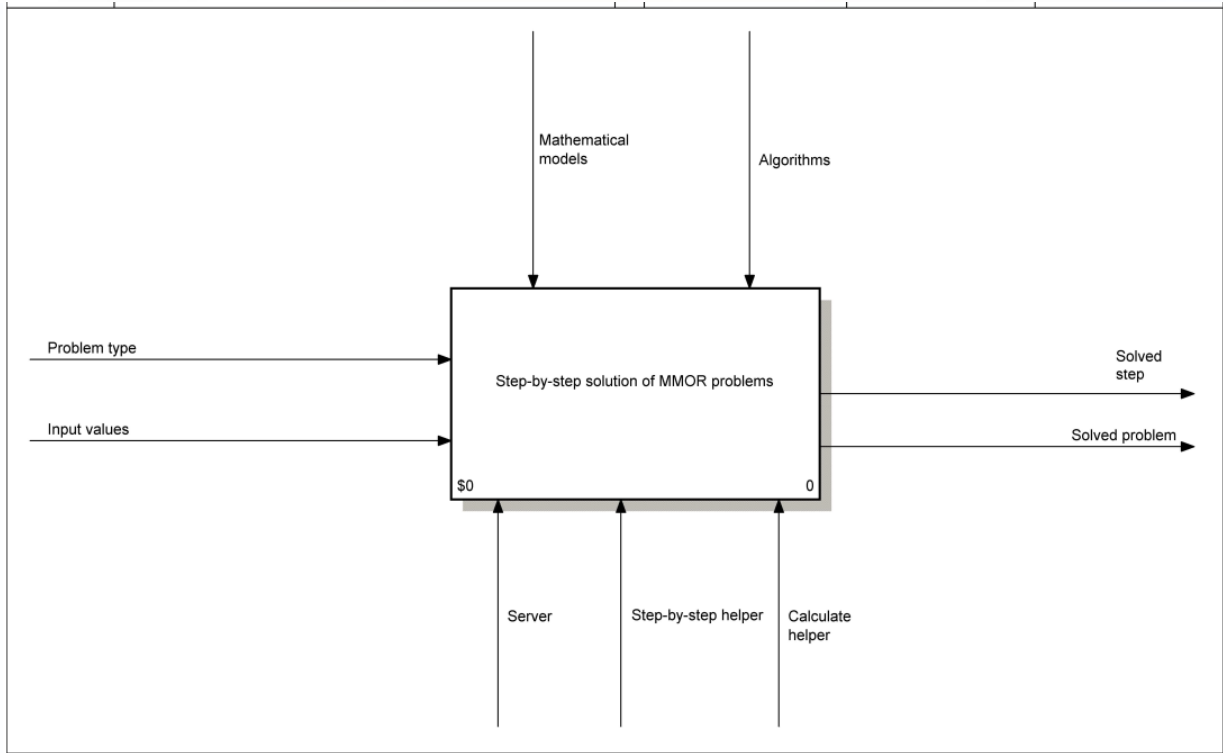 Mathematical
models
Algorithms
Problem type
Input values
Step-by-step solution of MMOR problems
$0
0
Solved
step
Solved problem
Server
Step-by-step helper
Calculate
helper